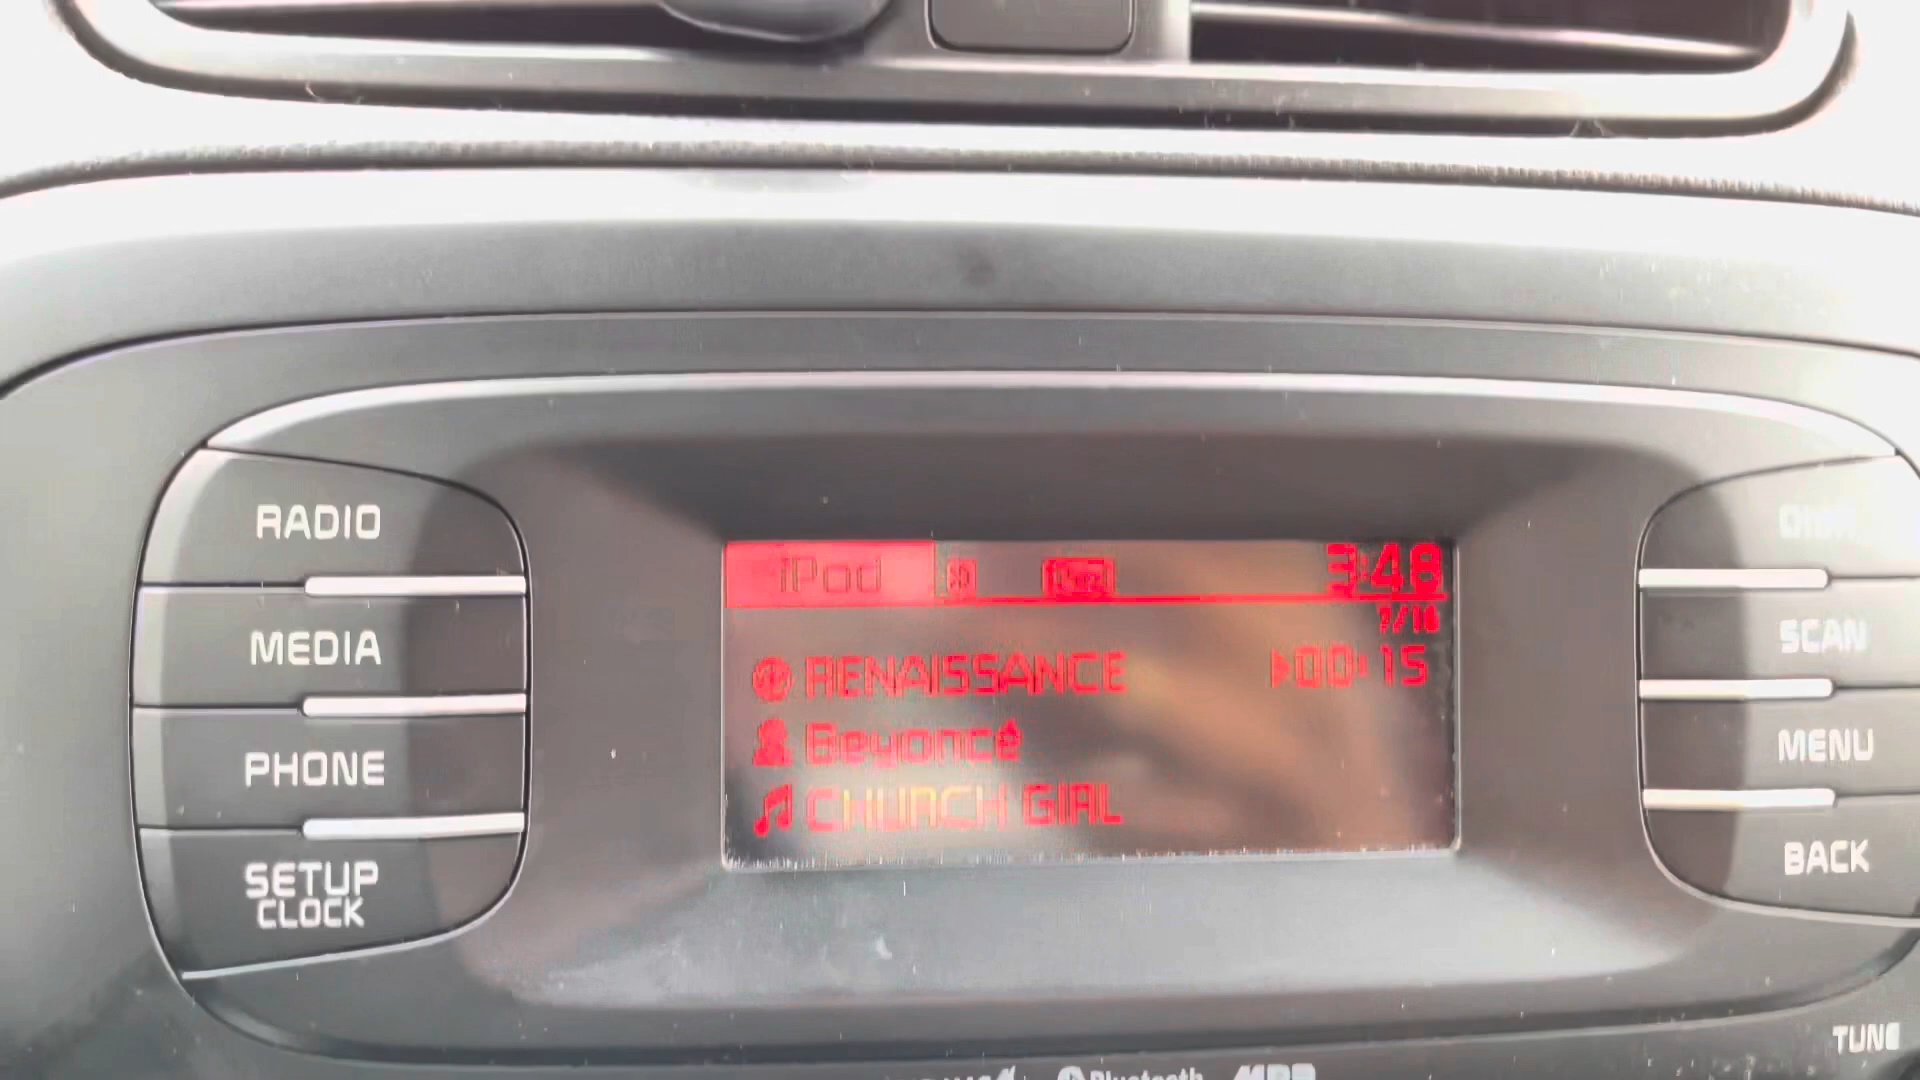 RADIO
MEDIA
PHONE
SETUP
CLOCK
iPod
3:48
7/16
RENAISSANCE ▶00:15
Beyoncé
CHURCH GIRL
SCAN
MENU
BACK
TUNE
Bluetooth